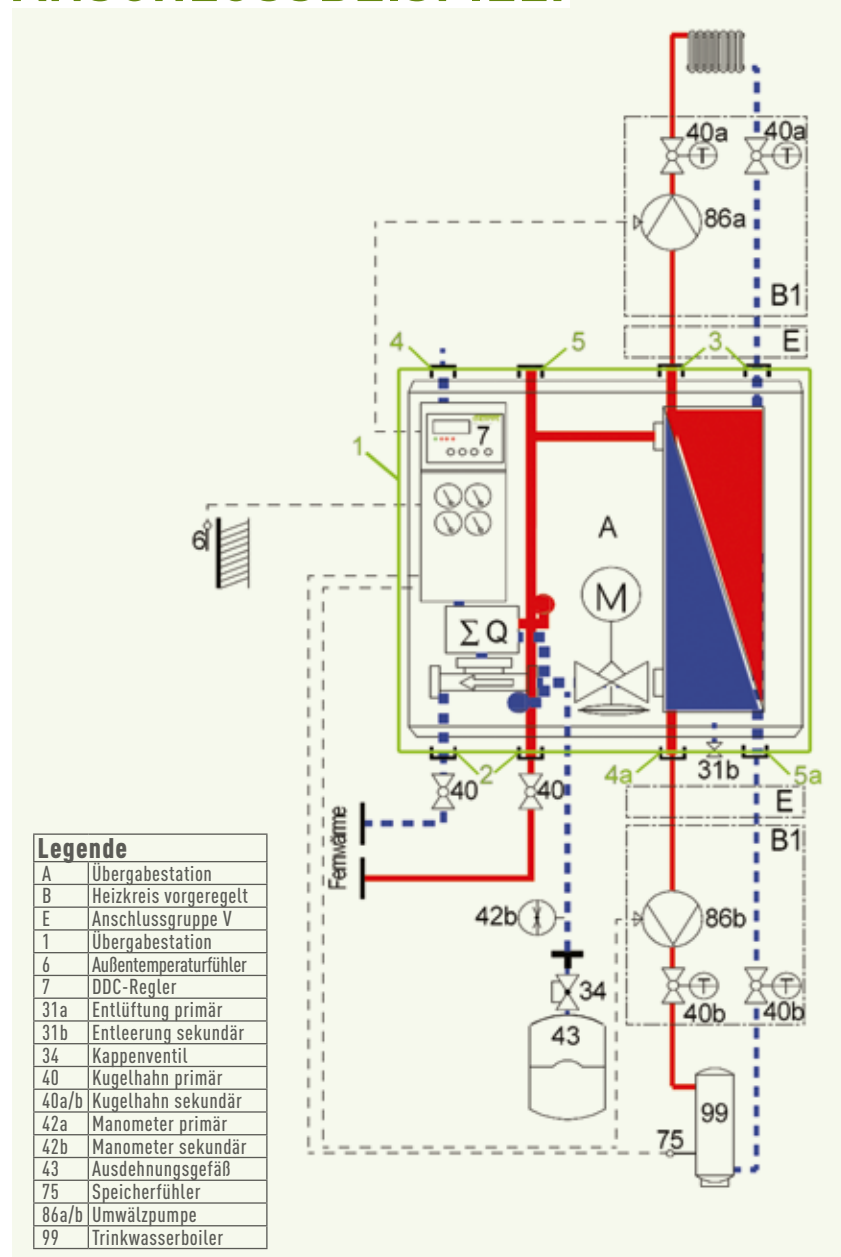 40a
40a
86a
B1
E
4
5
3
7
1
6
A
M
ΣQ
2
4a
31b
5a
40
40
E
Fernwärme
B1
42b
86b
34
40b
40b
43
99
75
T
T
T
T
Legende
A Übergabestation
B Heizkreis vorgeregelt
E Anschlussgruppe V
1 Übergabestation
6 Außentemperaturfühler
7 DDC-Regler
31a Entlüftung primär
31b Entleerung sekundär
34 Kappenventil
40 Kugelhahn primär
40a/b Kugelhahn sekundär
42a Manometer primär
42b Manometer sekundär
43 Ausdehnungsgefäß
75 Speicherfühler
86a/b Umwälzpumpe
99 Trinkwasserboiler